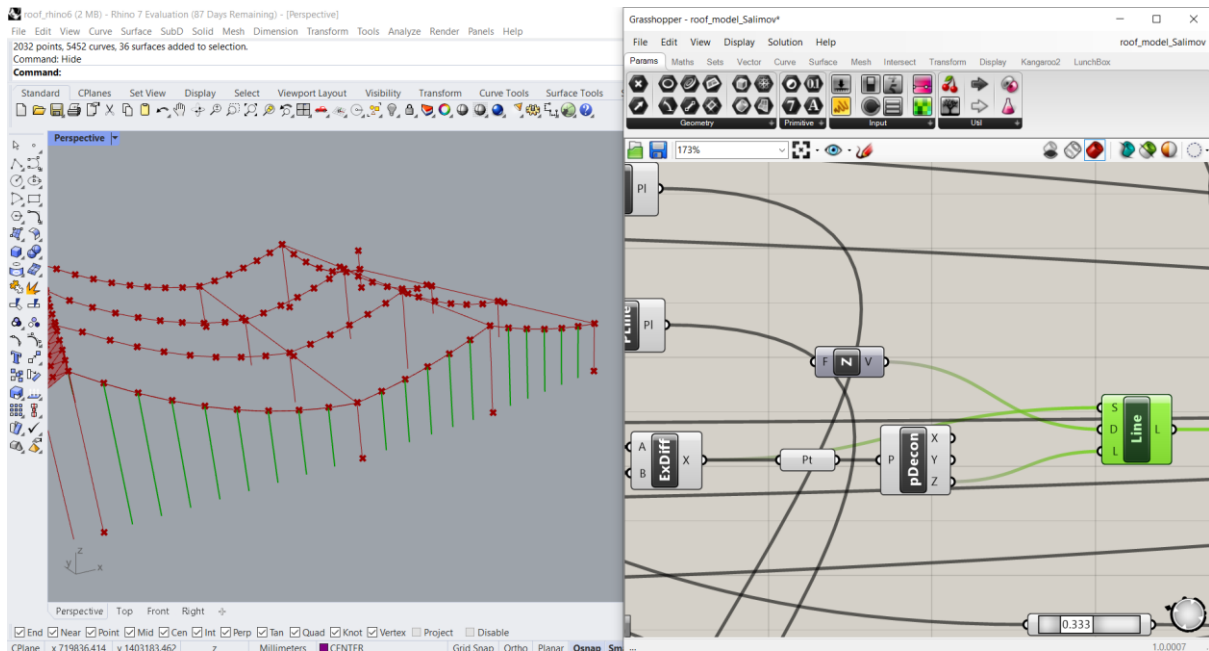 roof_rhino6 (2 MB) - Rhino 7 Evaluation (87 Days Remaining) - [Perspective]
File Edit View Curve Surface SubD Solid Mesh Dimension Transform Tools Analyze Render Panels Help
2032 points, 5452 curves, 36 surfaces added to selection.
Command: Hide
Command:
Standard CPlanes Set View Display Select Viewport Layout Visibility Transform Curve Tools Surface Tools
Perspective
z
y
x
Perspective Top Front Right
End Near Point Mid Cen Int Perp Tan Quad Knot Vertex Project Disable
CPlane x 719836.414 y 1403183.462 z Millimeters CENTER Grid Snap Ortho Planar Osnap Sma
Grasshopper - roof_model_Salimov*
File Edit View Display Solution Help roof_model_Salimov
Params Maths Sets Vector Curve Surface Mesh Intersect Transform Display Kangaroo2 LunchBox
Geometry Primitive Input Util
173%
Pl
PLine Pl
F Z V
S
D Line L
L
A ExDiff X
B
Pt
P pDecon X
Y
Z
0.333
... 1.0.0007